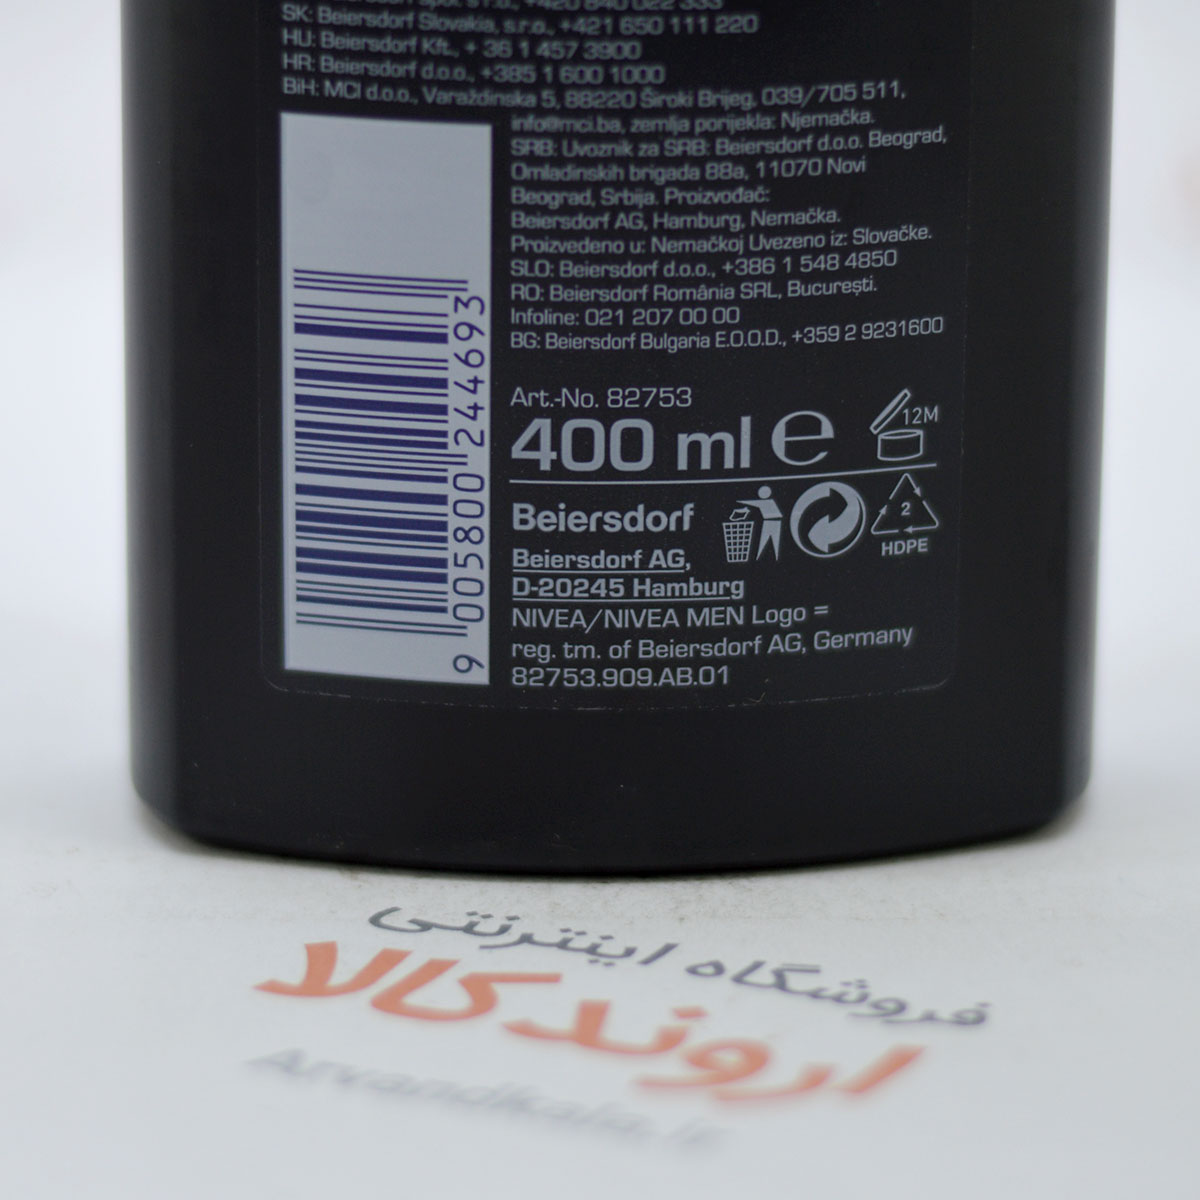 +420 840 022 333
SK: Beiersdorf Slovakia, s.r.o., +421 650 111 220
HU: Beiersdorf Kft., + 36 1 457 3900
HR: Beiersdorf d.o.o., +385 1 600 1000
BiH: MCI d.o.o., Varaždinska 5, 88220 Široki Brijeg, 039/705 511,
info@mci.ba, zemlja porijekla: Njemačka.
SRB: Uvoznik za SRB: Beiersdorf d.o.o. Beograd,
Omladinskih brigada 88a, 11070 Novi
Beograd, Srbija. Proizvođač:
Beiersdorf AG, Hamburg, Nemačka.
Proizvedeno u: Nemačkoj Uvezeno iz: Slovačke.
SLO: Beiersdorf d.o.o., +386 1 548 4850
RO: Beiersdorf România SRL, Bucureşti.
Infoline: 021 207 00 00
BG: Beiersdorf Bulgaria E.O.O.D., +359 2 9231600
9 005800 244693
Art.-No. 82753
400 ml e
12M
Beiersdorf
2
HDPE
Beiersdorf AG,
D-20245 Hamburg
NIVEA/NIVEA MEN Logo =
reg. tm. of Beiersdorf AG, Germany
82753.909.AB.01
فروشگاه اینترنتی
اروندکالا
Arvandkala.ir